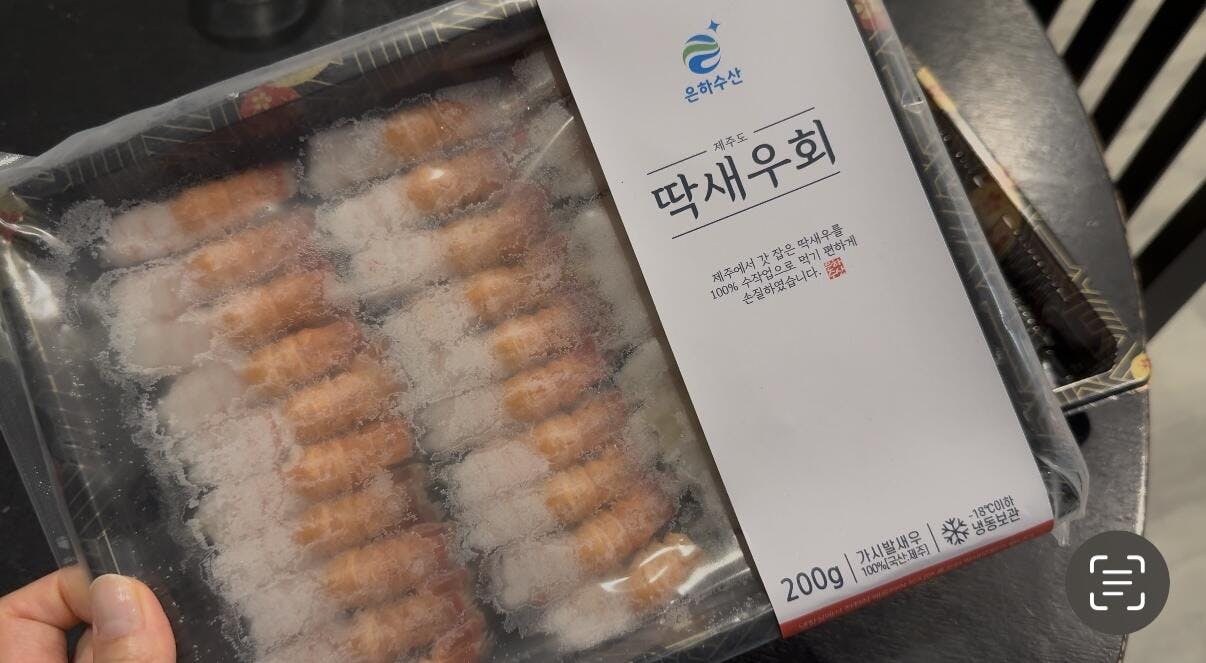 은하수산
제주도
딱새우회
제주에서 갓 잡은 딱새우를
100% 수작업으로 먹기 편하게
손질하였습니다.
200g
가시발새우
100%[국산:제주]
-18℃이하
냉동보관